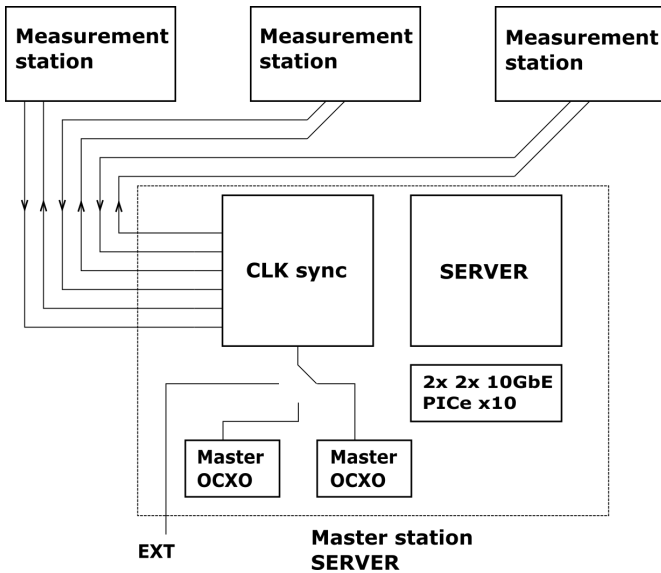 Measurement
station
Measurement
station
Measurement
station
CLK sync
SERVER
2x 2x 10GbE
PICe x10
Master
OCXO
Master
OCXO
EXT
Master station
SERVER